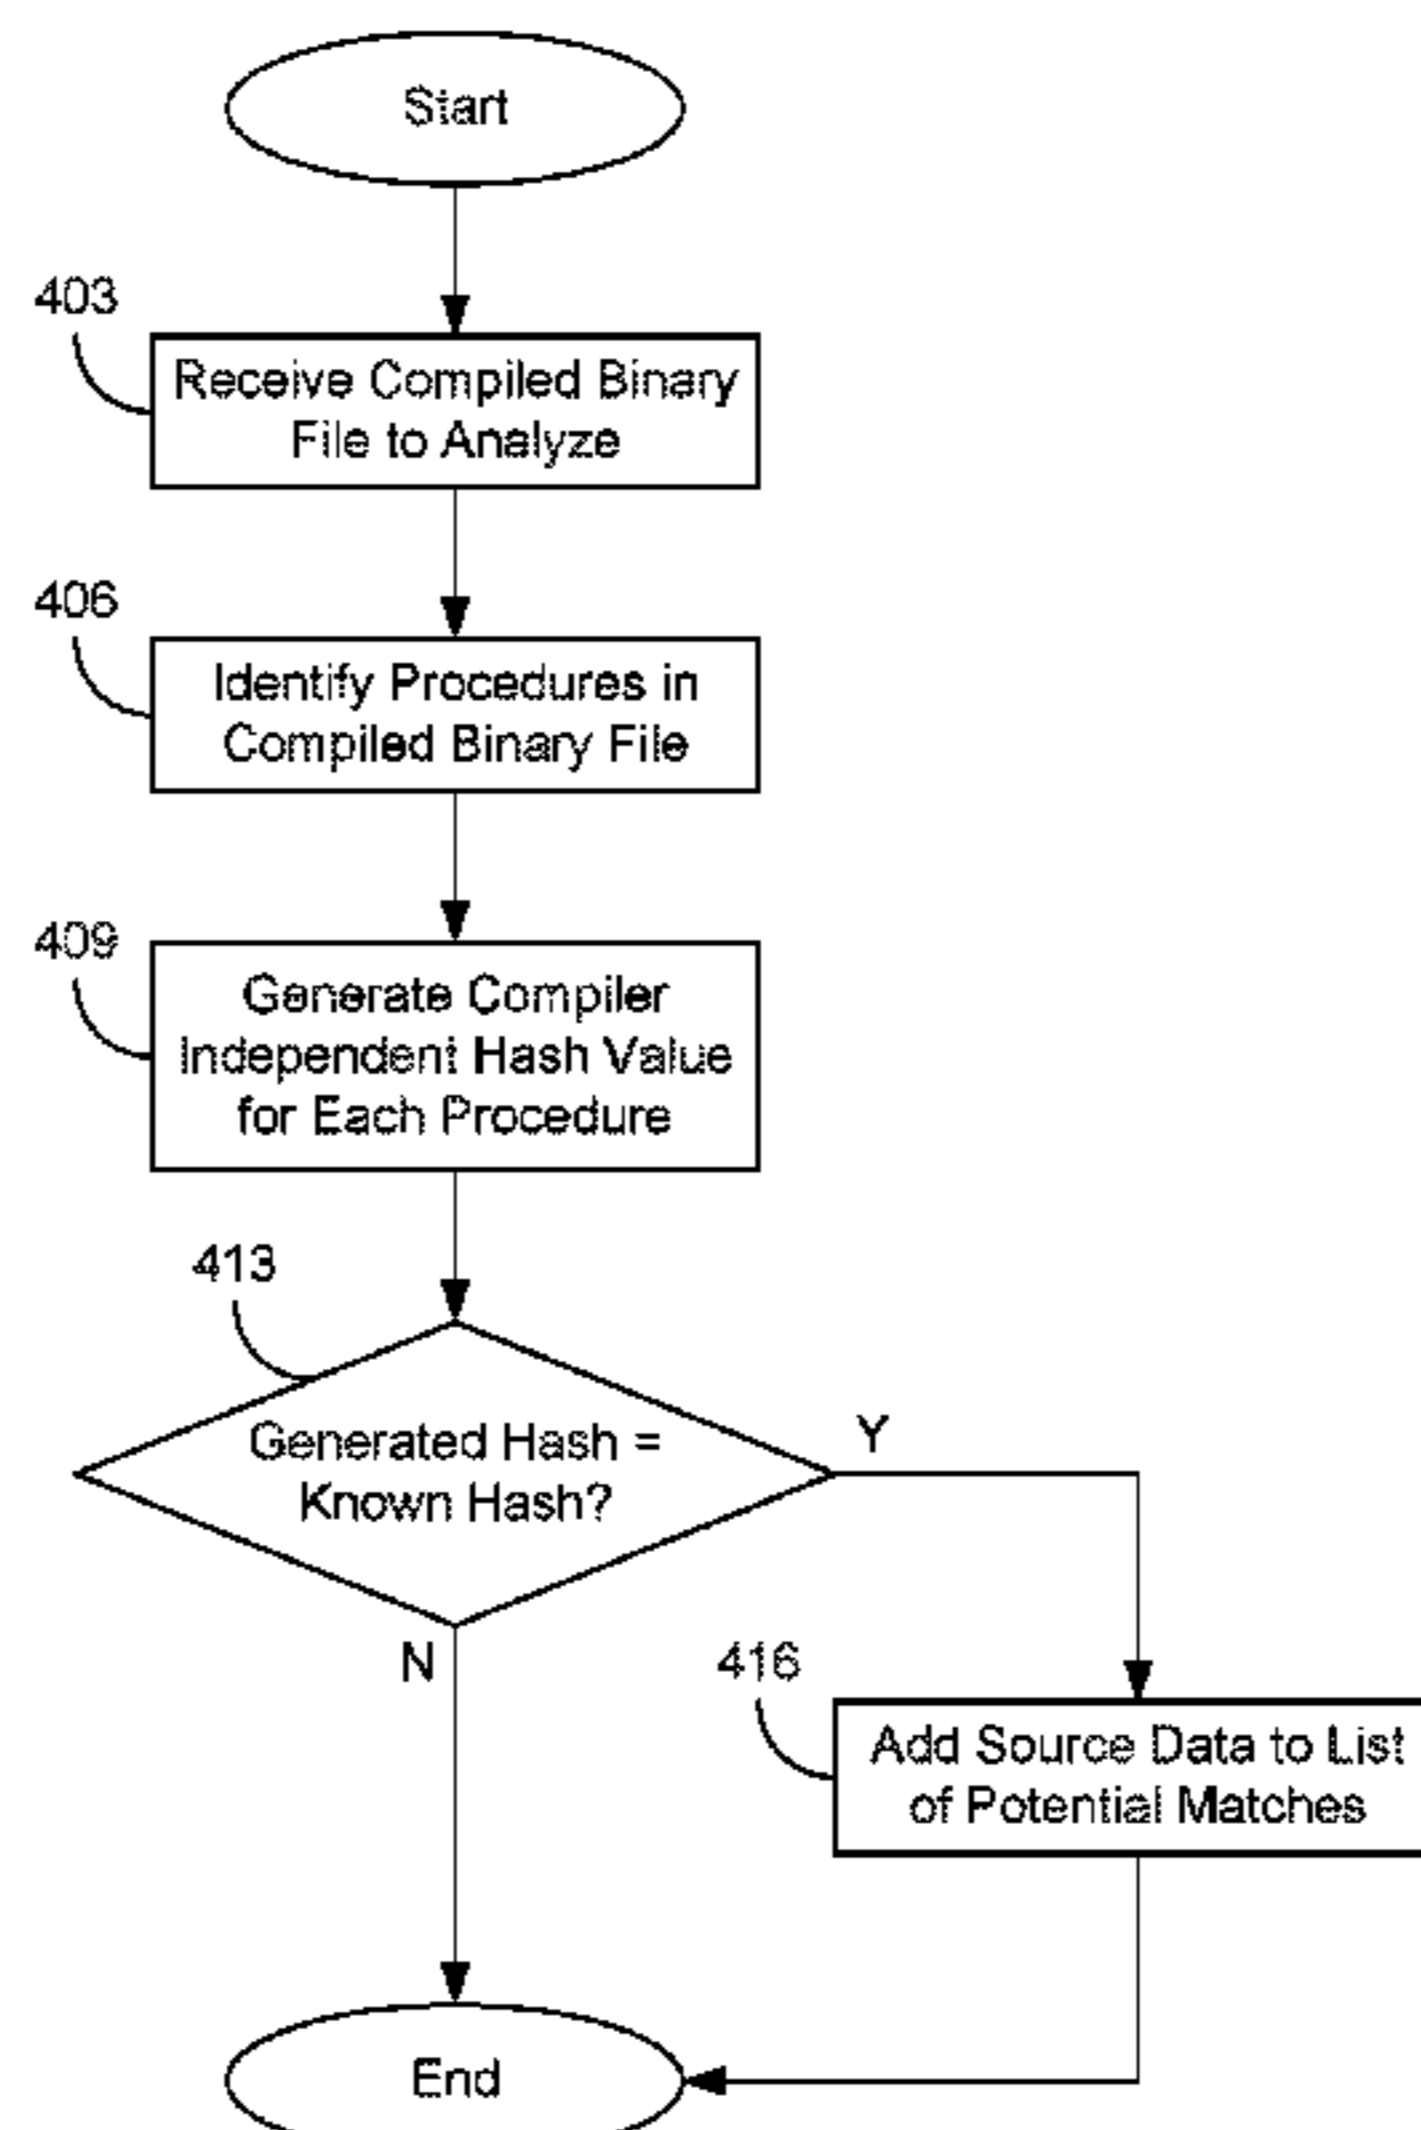 Start
403
Receive Compiled Binary
File to Analyze
406
Identify Procedures in
Compiled Binary File
409
Generate Compiler
Independent Hash Value
for Each Procedure
413
Generated Hash =
Known Hash?
Y
N
416
Add Source Data to List
of Potential Matches
End